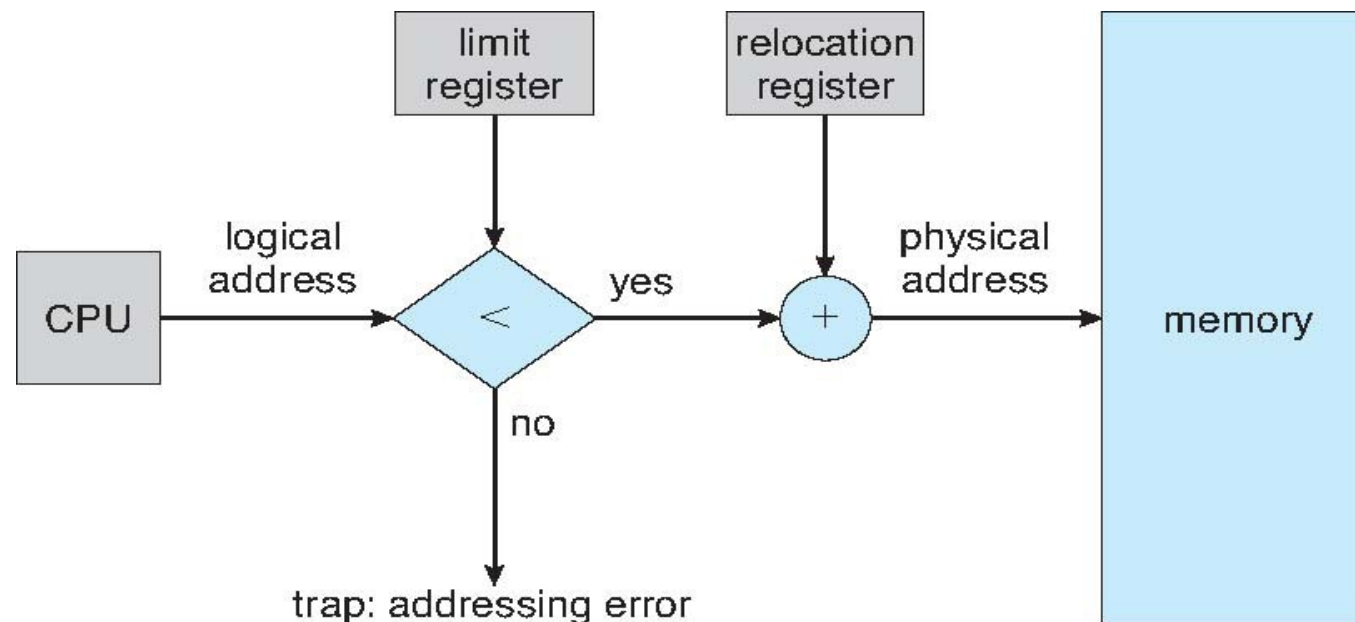 limit
register
relocation
register
logical
address
physical
address
CPU
<
yes
+
memory
no
trap: addressing error